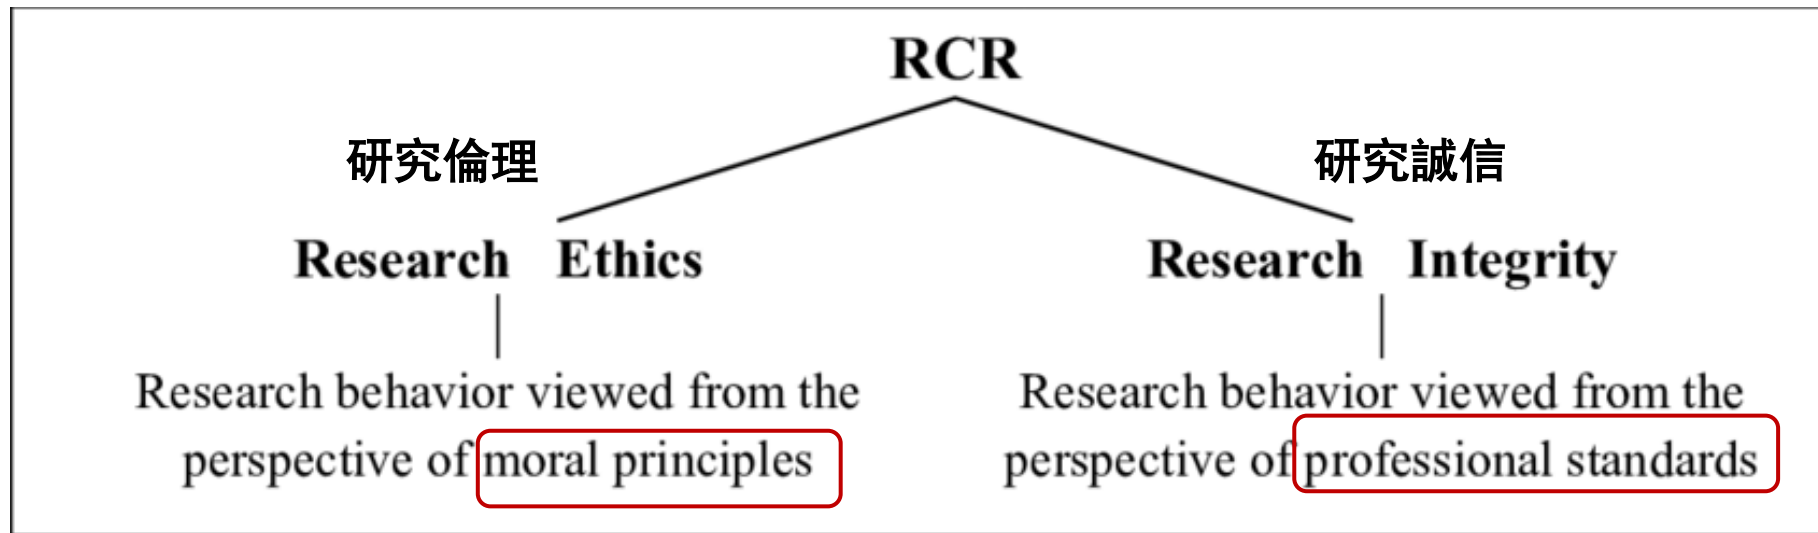 RCR
研究倫理
研究誠信
Research Ethics
Research Integrity
Research behavior viewed from the
perspective of moral principles
Research behavior viewed from the
perspective of professional standards